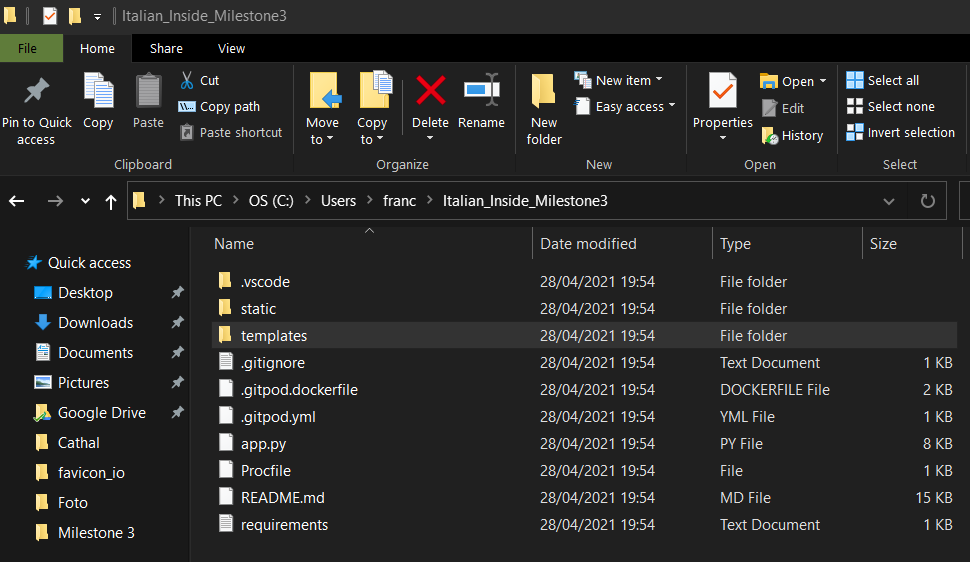 Italian_Inside_Milestone3
File Home Share View
Pin to Quick access
Copy
Paste
Cut
Copy path
Paste shortcut
Clipboard
Move to
Copy to
Delete
Rename
Organize
New folder
New item
Easy access
New
Properties
Open
Edit
History
Open
Select all
Select none
Invert selection
Select
This PC > OS (C:) > Users > franc > Italian_Inside_Milestone3
Quick access
Desktop
Downloads
Documents
Pictures
Google Drive
Cathal
favicon_io
Foto
Milestone 3
Name Date modified Type Size
.vscode 28/04/2021 19:54 File folder
static 28/04/2021 19:54 File folder
templates 28/04/2021 19:54 File folder
.gitignore 28/04/2021 19:54 Text Document 1 KB
.gitpod.dockerfile 28/04/2021 19:54 DOCKERFILE File 2 KB
.gitpod.yml 28/04/2021 19:54 YML File 1 KB
app.py 28/04/2021 19:54 PY File 8 KB
Procfile 28/04/2021 19:54 File 1 KB
README.md 28/04/2021 19:54 MD File 15 KB
requirements 28/04/2021 19:54 Text Document 1 KB